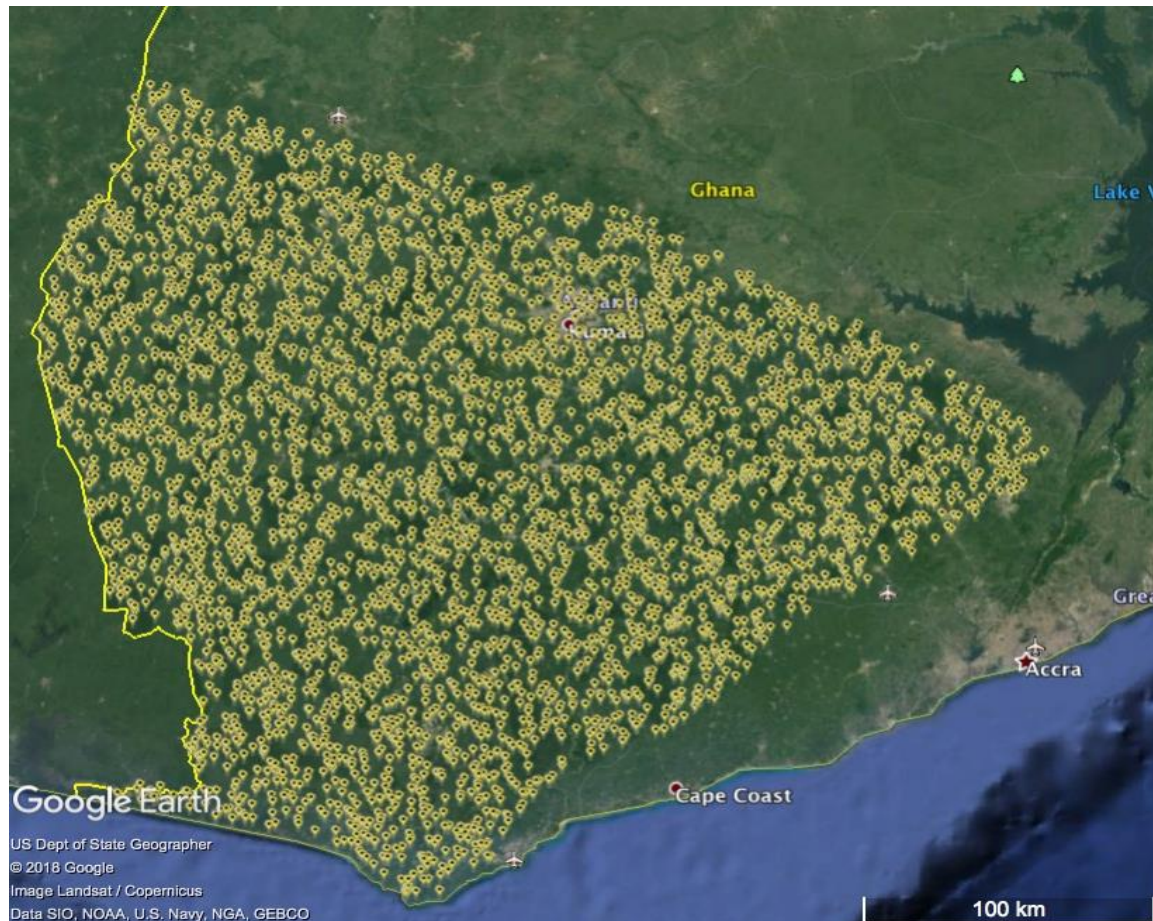 Ghana
Lake V
Kuma
Grea
Accra
Cape Coast
Google Earth
US Dept of State Geographer
© 2018 Google
Image Landsat / Copernicus
Data SIO, NOAA, U.S. Navy, NGA, GEBCO
100 km